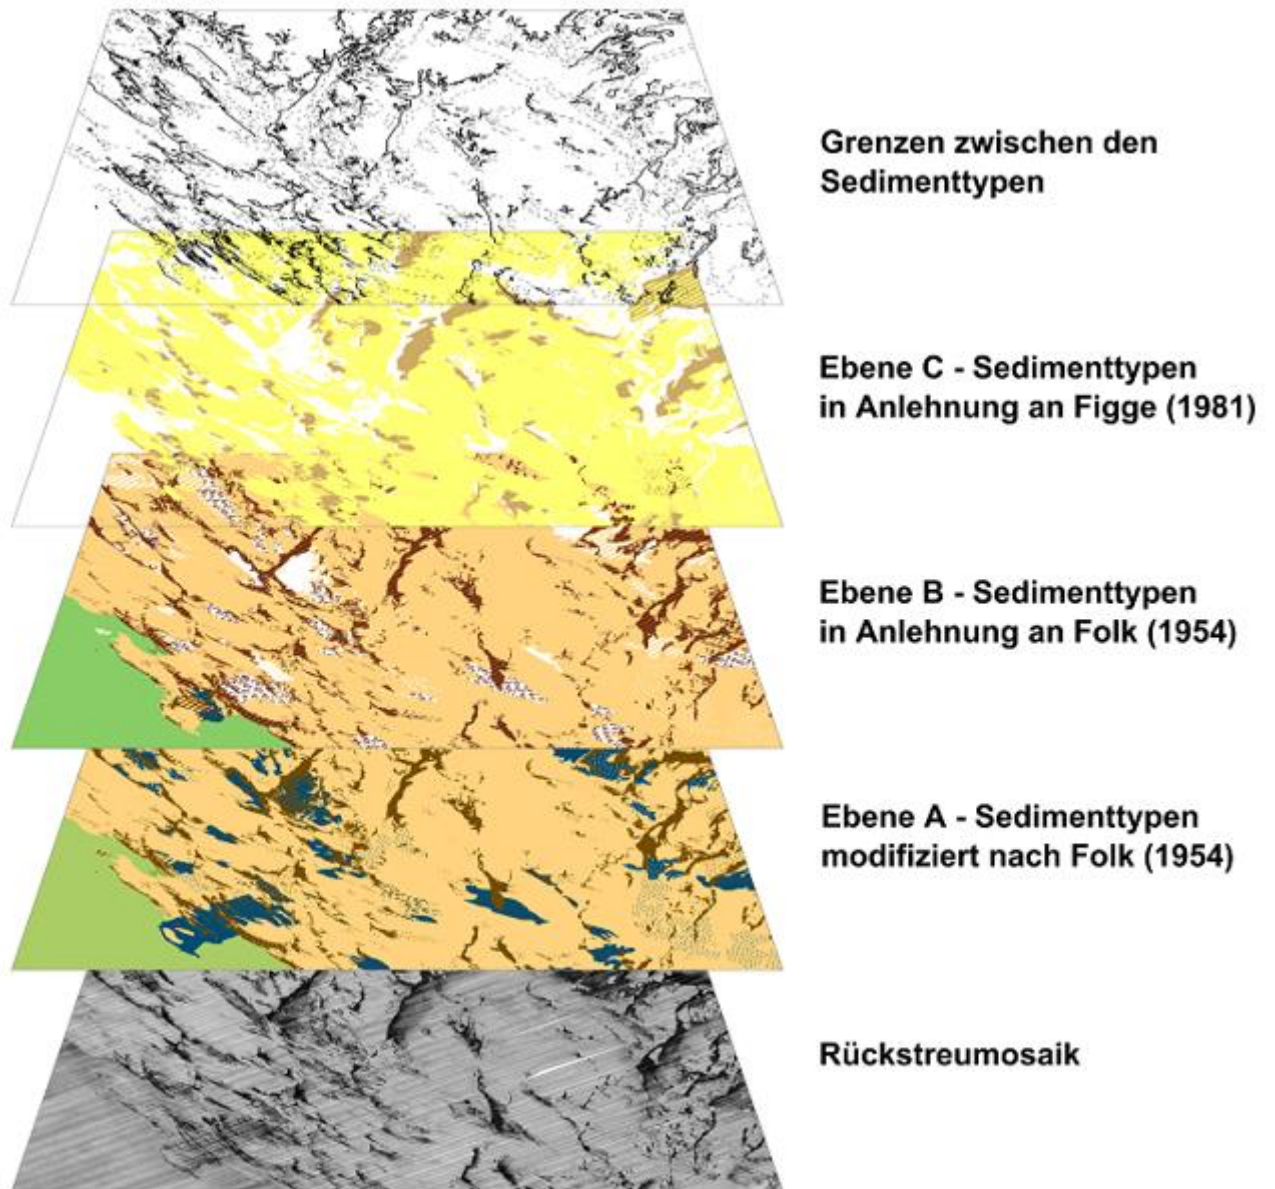 Grenzen zwischen den
Sedimenttypen
Ebene C - Sedimenttypen
in Anlehnung an Figge (1981)
Ebene B - Sedimenttypen
in Anlehnung an Folk (1954)
Ebene A - Sedimenttypen
modifiziert nach Folk (1954)
Rückstreumosaik